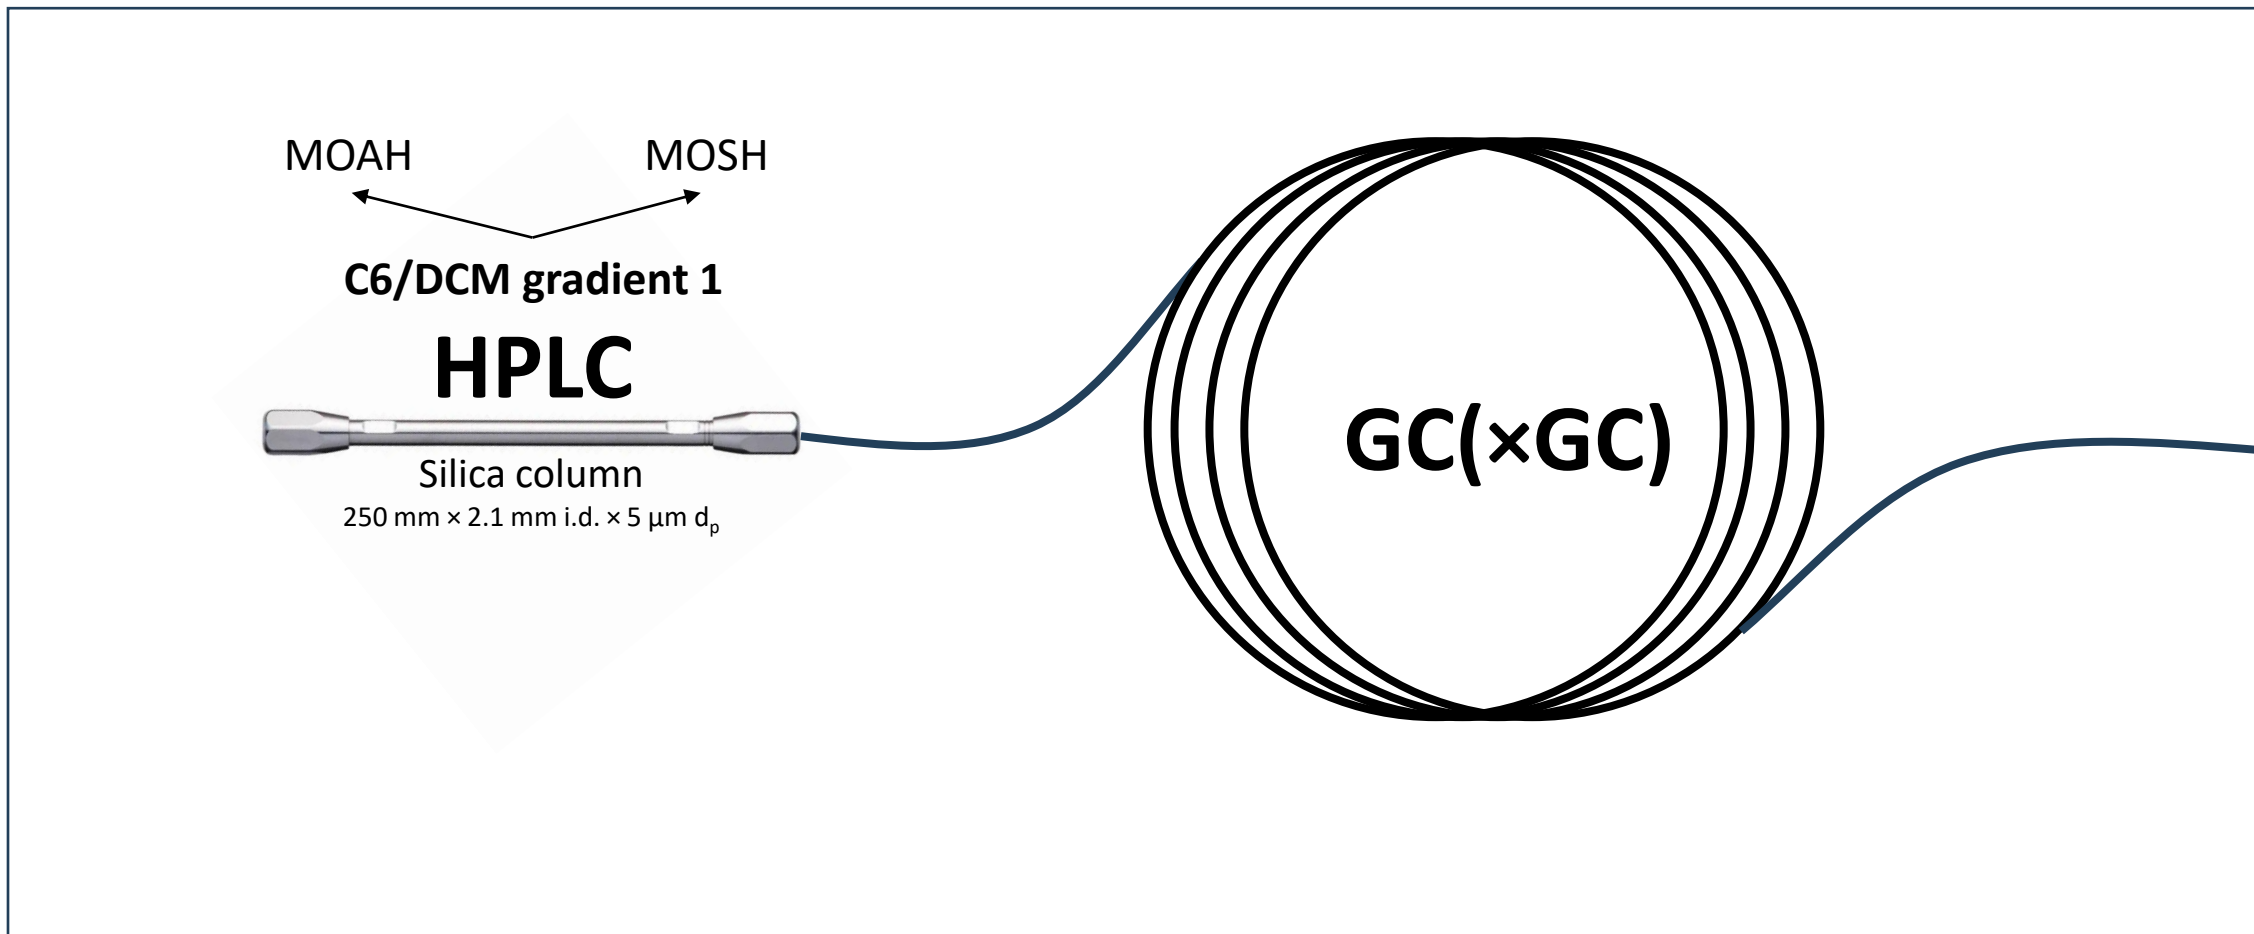 MOAH MOSH
C6/DCM gradient 1
HPLC
Silica column
250 mm × 2.1 mm i.d. × 5 µm dp
GC(×GC)